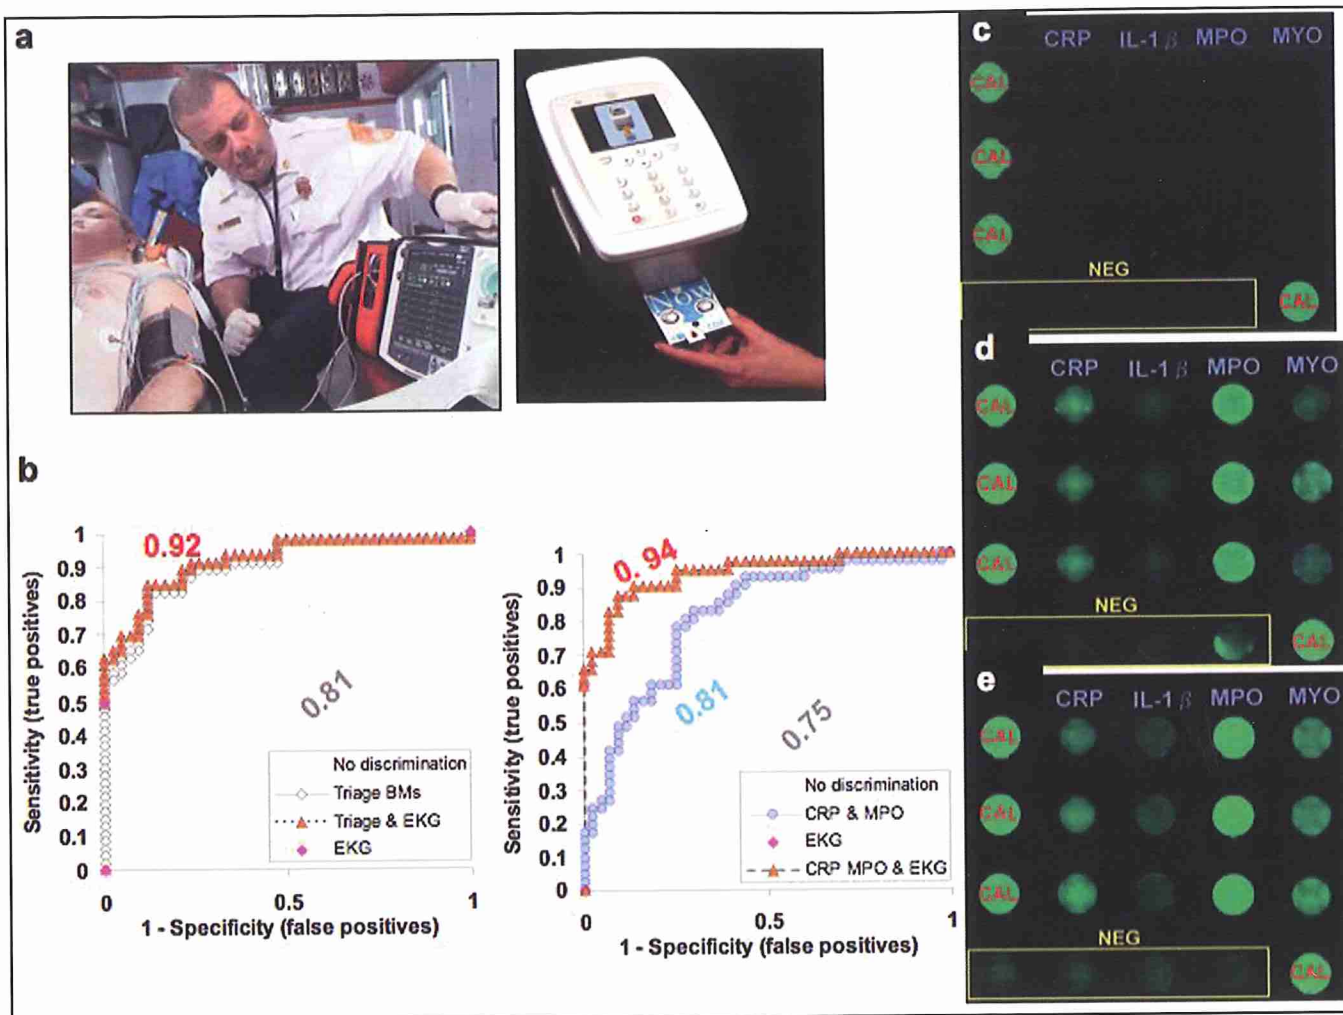 a
b
1
0.9
0.8
0.7
0.6
0.5
0.4
0.3
0.2
0.1
0
Sensitivity (true positives)
0.92
0.81
No discrimination
Triage BMs
Triage & EKG
EKG
0 0.5 1
1 - Specificity (false positives)
1
0.9
0.8
0.7
0.6
0.5
0.4
0.3
0.2
0.1
0
Sensitivity (true positives)
0.94
0.81
0.75
No discrimination
CRP & MPO
EKG
CRP MPO & EKG
0 0.5 1
1 - Specificity (false positives)
c
CRP IL-1 β MPO MYO
CAL
CAL
CAL
NEG
CAL
d
CRP IL-1 β MPO MYO
CAL
CAL
CAL
NEG
CAL
e
CRP IL-1 β MPO MYO
CAL
CAL
CAL
NEG
CAL